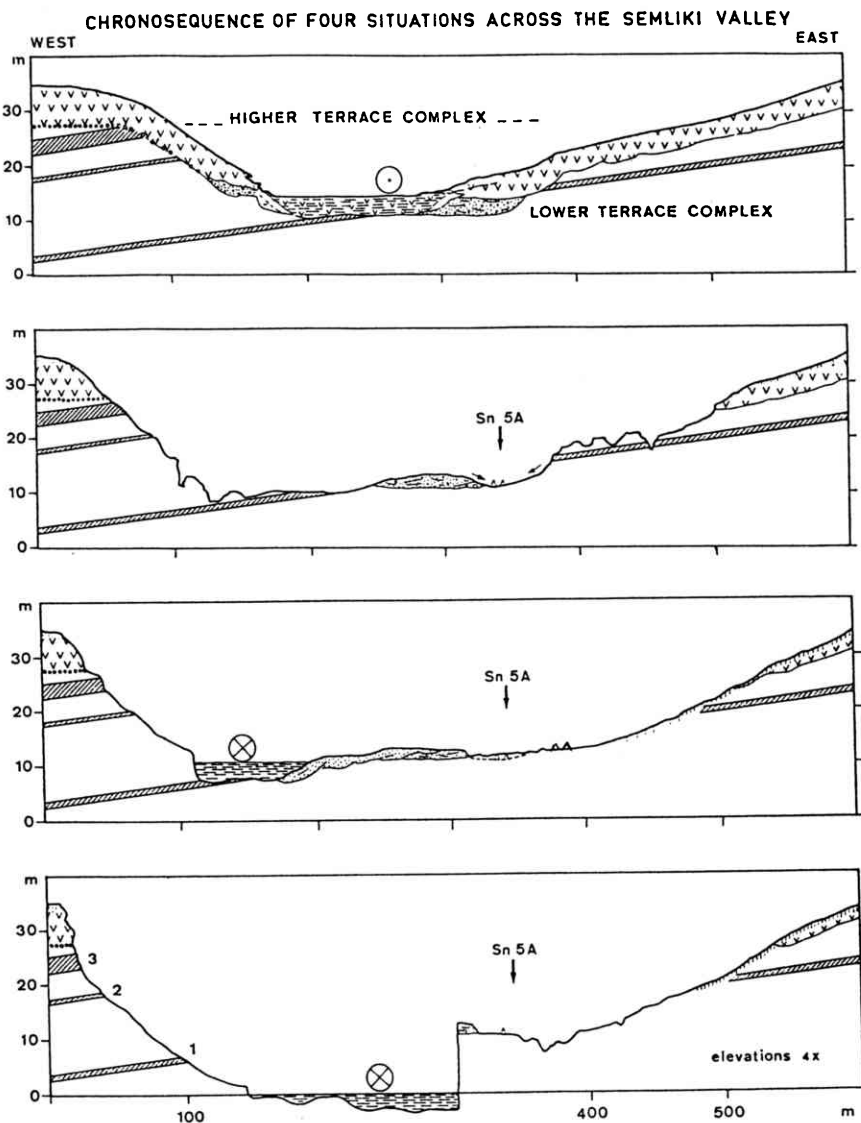 CHRONOSEQUENCE OF FOUR SITUATIONS ACROSS THE SEMLIKI VALLEY
WEST EAST
m
30
20
10
0
--- HIGHER TERRACE COMPLEX ---
LOWER TERRACE COMPLEX
m
30
20
10
0
Sn 5A
m
30
20
10
0
Sn 5A
m
30
20
10
0
3
2
1
Sn 5A
elevations 4x
100 400 500 m